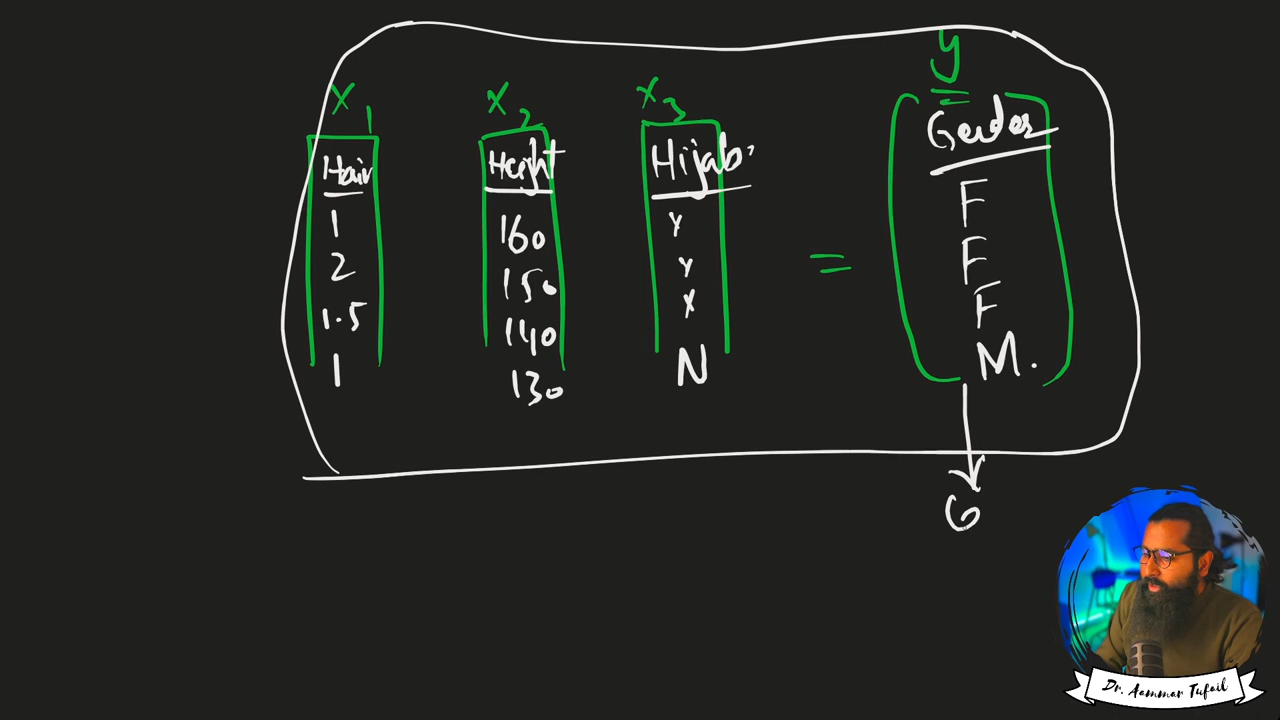 y
x1 x2 x3
Hair Height Hijab? Gender
1 160 Y F
2 150 Y = F
1.5 140 Y F
1 130 N M.
G
Dr. Aammar Tufail